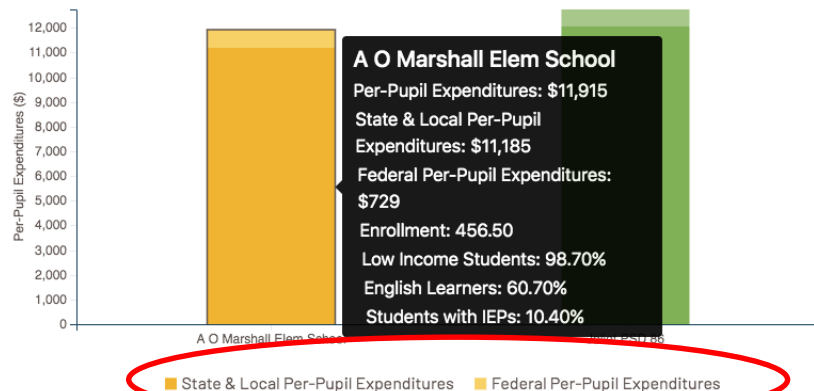 12,000
11,000
10,000
9,000
8,000
7,000
6,000
5,000
4,000
3,000
2,000
1,000
0
Per-Pupil Expenditures ($)
A O Marshall Elem School
Per-Pupil Expenditures: $11,915
State & Local Per-Pupil
Expenditures: $11,185
Federal Per-Pupil Expenditures:
$729
Enrollment: 456.50
Low Income Students: 98.70%
English Learners: 60.70%
Students with IEPs: 10.40%
A O Marshall Elem School
PSD 86
State & Local Per-Pupil Expenditures
Federal Per-Pupil Expenditures